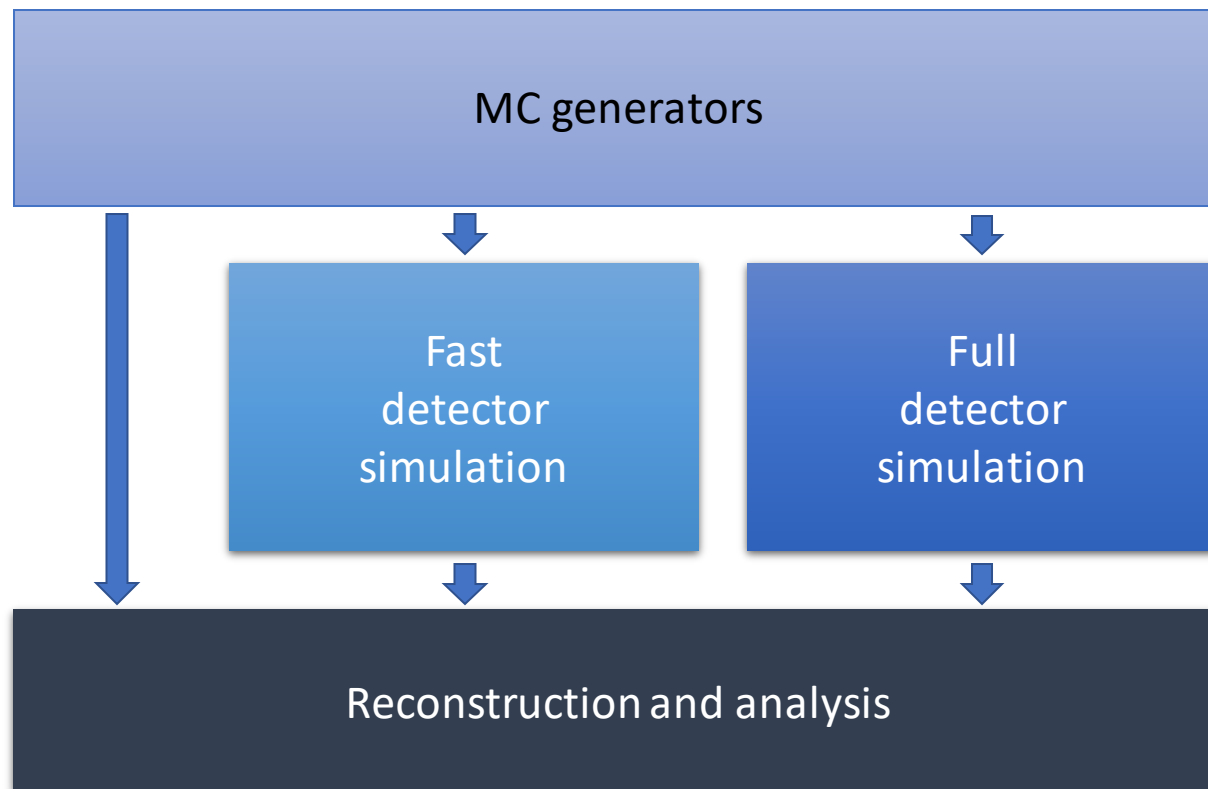 MC generators
Fast
detector
simulation
Full
detector
simulation
Reconstruction and analysis